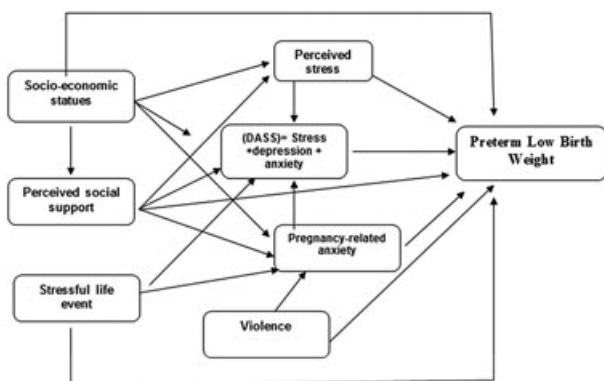 Perceived
stress
Socio-economic
statues
(DASS)= Stress
+depression +
anxiety
Preterm Low Birth
Weight
Perceived social
support
Pregnancy-related
anxiety
Stressful life
event
Violence